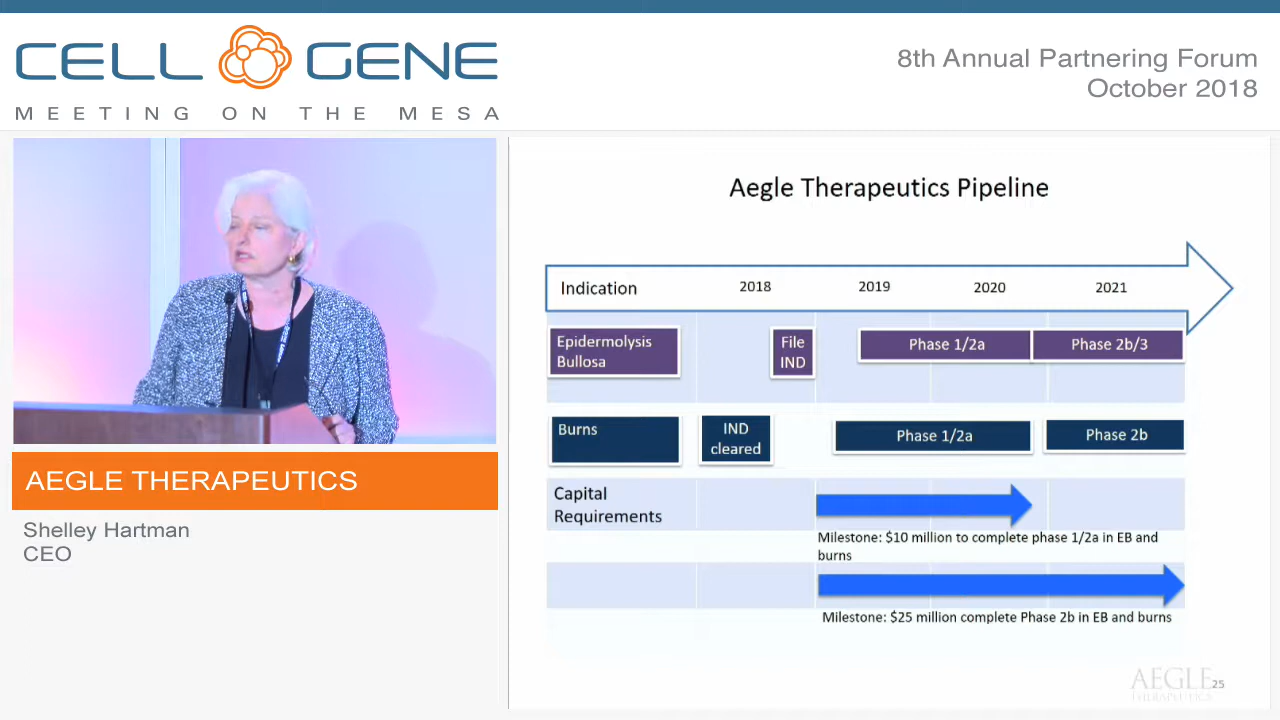 CELL GENE
MEETING ON THE MESA
8th Annual Partnering Forum
October 2018
AEGLE THERAPEUTICS
Shelley Hartman
CEO
Aegle Therapeutics Pipeline
Indication 2018 2019 2020 2021
Epidermolysis
Bullosa
File
IND
Phase 1/2a
Phase 2b/3
Burns
IND
cleared
Phase 1/2a
Phase 2b
Capital
Requirements
Milestone: $10 million to complete phase 1/2a in EB and
burns
Milestone: $25 million complete Phase 2b in EB and burns
AEGLE
THERAPEUTICS
25